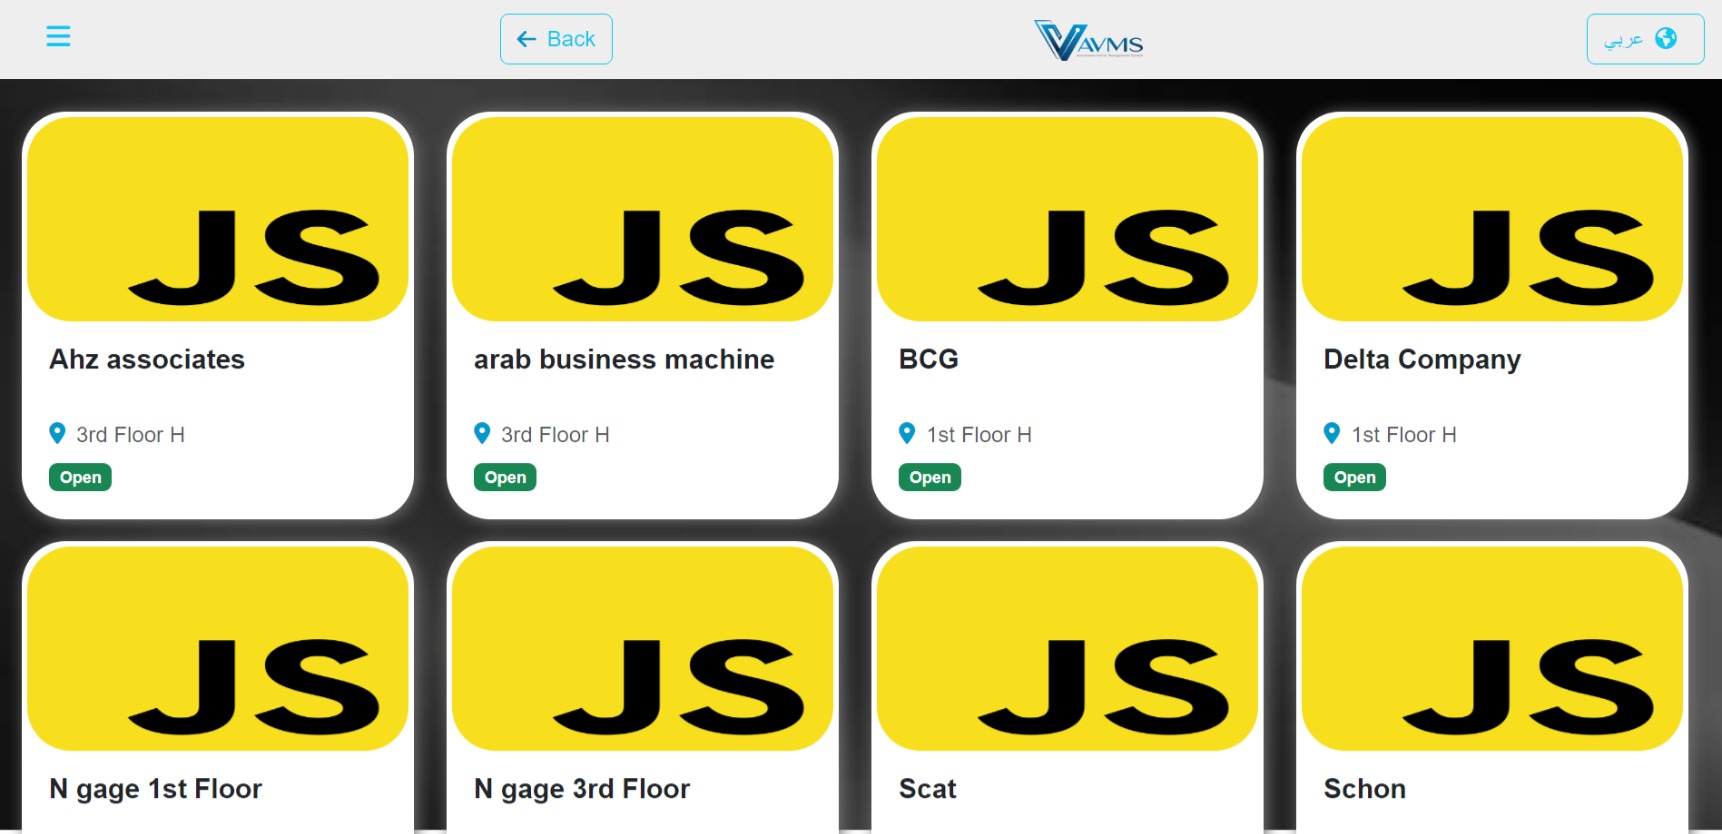 Back
AVMS
عربي
JS
JS
JS
JS
Ahz associates
arab business machine
BCG
Delta Company
3rd Floor H
3rd Floor H
1st Floor H
1st Floor H
Open
Open
Open
Open
JS
JS
JS
JS
N gage 1st Floor
N gage 3rd Floor
Scat
Schon